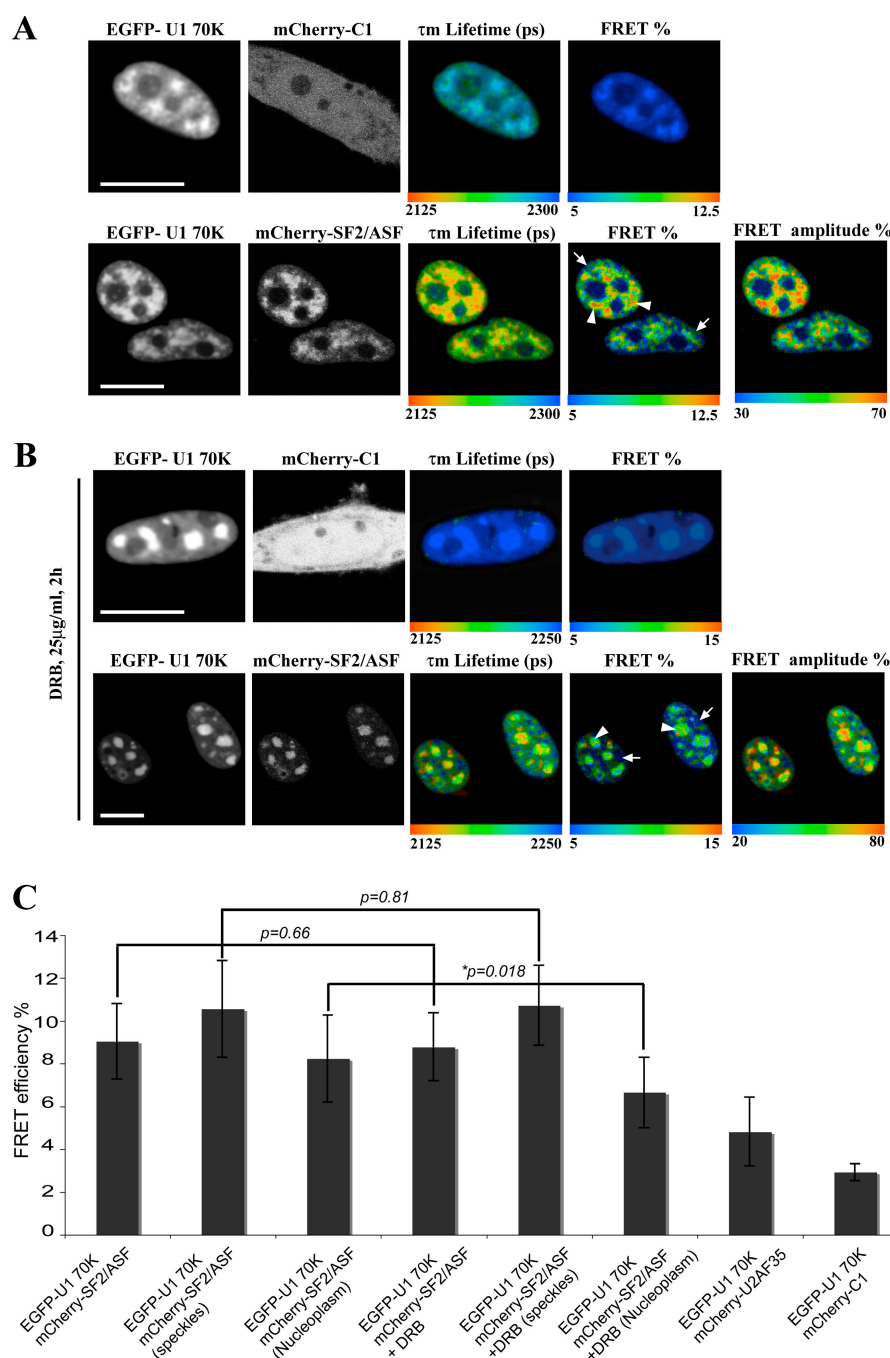 A
EGFP- U1 70K mCherry-C1 τm Lifetime (ps) FRET %
2125 2300 5 12.5
EGFP- U1 70K mCherry-SF2/ASF τm Lifetime (ps) FRET % FRET amplitude %
2125 2300 5 12.5 30 70
B
DRB, 25µg/ml, 2h
EGFP- U1 70K mCherry-C1 τm Lifetime (ps) FRET %
2125 2250 5 15
EGFP- U1 70K mCherry-SF2/ASF τm Lifetime (ps) FRET % FRET amplitude %
2125 2250 5 15 20 80
C
p=0.81
p=0.66
*p=0.018
FRET efficiency %
14
12
10
8
6
4
2
0
EGFP-U1 70K
mCherry-SF2/ASF
EGFP-U1 70K
mCherry-SF2/ASF
(speckles)
EGFP-U1 70K
mCherry-SF2/ASF
(Nucleoplasm)
EGFP-U1 70K
mCherry-SF2/ASF
+ DRB
EGFP-U1 70K
mCherry-SF2/ASF
+DRB (speckles)
EGFP-U1 70K
mCherry-SF2/ASF
+DRB (Nucleoplasm)
EGFP-U1 70K
mCherry-U2AF35
EGFP-U1 70K
mCherry-C1